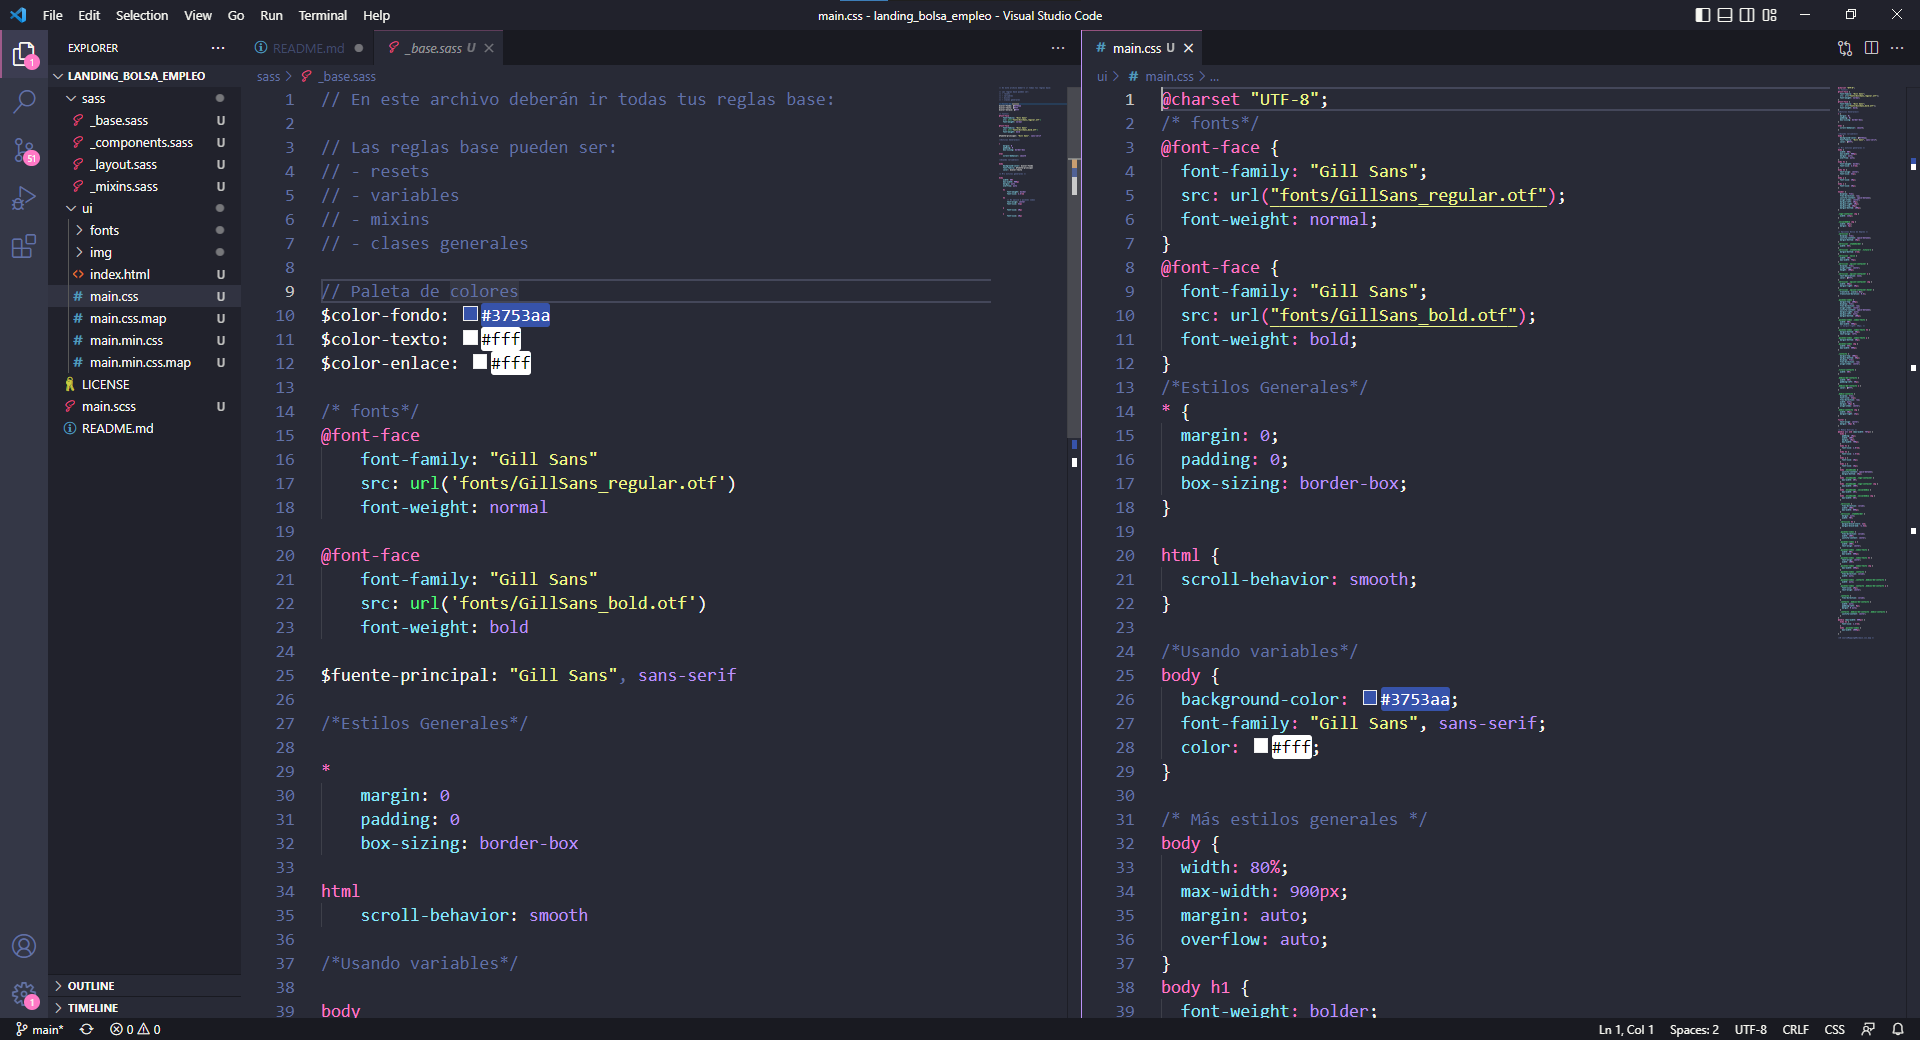 File Edit Selection View Go Run Terminal Help
main.css - landing_bolsa_empleo - Visual Studio Code
EXPLORER
LANDING_BOLSA_EMPLEO
sass
_base.sass U
_components.sass U
_layout.sass U
_mixins.sass U
ui
fonts
img
index.html U
# main.css U
# main.css.map U
# main.min.css U
# main.min.css.map U
LICENSE
main.scss U
README.md
OUTLINE
TIMELINE
1
51
1
README.md
_base.sass U
sass > _base.sass
1 // En este archivo deberán ir todas tus reglas base:
2
3 // Las reglas base pueden ser:
4 // - resets
5 // - variables
6 // - mixins
7 // - clases generales
8
9 // Paleta de colores
10 $color-fondo: #3753aa
11 $color-texto: #fff
12 $color-enlace: #fff
13
14 /* fonts*/
15 @font-face
16 font-family: "Gill Sans"
17 src: url('fonts/GillSans_regular.otf')
18 font-weight: normal
19
20 @font-face
21 font-family: "Gill Sans"
22 src: url('fonts/GillSans_bold.otf')
23 font-weight: bold
24
25 $fuente-principal: "Gill Sans", sans-serif
26
27 /*Estilos Generales*/
28
29 *
30 margin: 0
31 padding: 0
32 box-sizing: border-box
33
34 html
35 scroll-behavior: smooth
36
37 /*Usando variables*/
38
39 body
# main.css U
ui > # main.css > ...
1 @charset "UTF-8";
2 /* fonts*/
3 @font-face {
4 font-family: "Gill Sans";
5 src: url("fonts/GillSans_regular.otf");
6 font-weight: normal;
7 }
8 @font-face {
9 font-family: "Gill Sans";
10 src: url("fonts/GillSans_bold.otf");
11 font-weight: bold;
12 }
13 /*Estilos Generales*/
14 * {
15 margin: 0;
16 padding: 0;
17 box-sizing: border-box;
18 }
19
20 html {
21 scroll-behavior: smooth;
22 }
23
24 /*Usando variables*/
25 body {
26 background-color: #3753aa;
27 font-family: "Gill Sans", sans-serif;
28 color: #fff;
29 }
30
31 /* Más estilos generales */
32 body {
33 width: 80%;
34 max-width: 900px;
35 margin: auto;
36 overflow: auto;
37 }
38 body h1 {
39 font-weight: bolder;
main* 0 0
Ln 1, Col 1 Spaces: 2 UTF-8 CRLF CSS